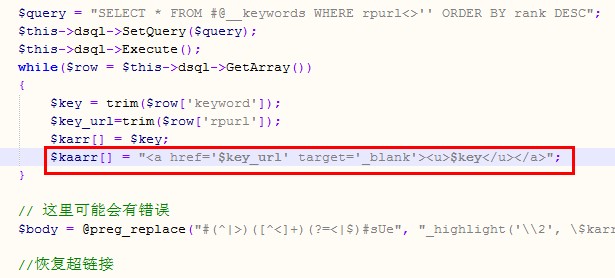 $query = "SELECT * FROM #@__keywords WHERE rpurl<>'' ORDER BY rank DESC";
$this->dsql->SetQuery($query);
$this->dsql->Execute();
while($row = $this->dsql->GetArray())
{
$key = trim($row['keyword']);
$key_url=trim($row['rpurl']);
$karr[] = $key;
$kaarr[] = "<a href='$key_url' target='_blank'><u>$key</u></a>";
}
// 这里可能会有错误
$body = @preg_replace("#(^|>)([^<]+)(?=<|$)#sUe", "_highlight('\\2', \$karr
//恢复超链接